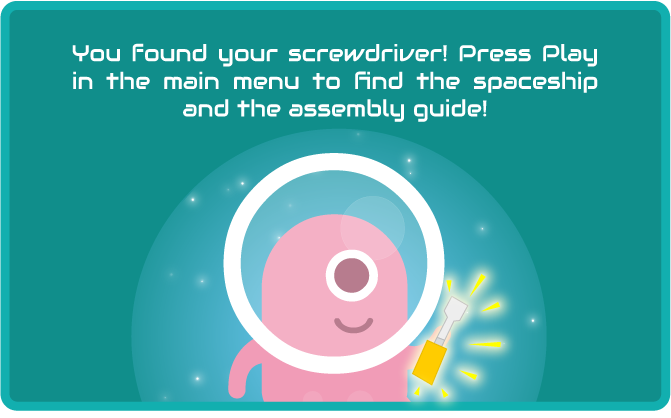 You found your screwdriver! Press Play
in the main menu to find the spaceship
and the assembly guide!